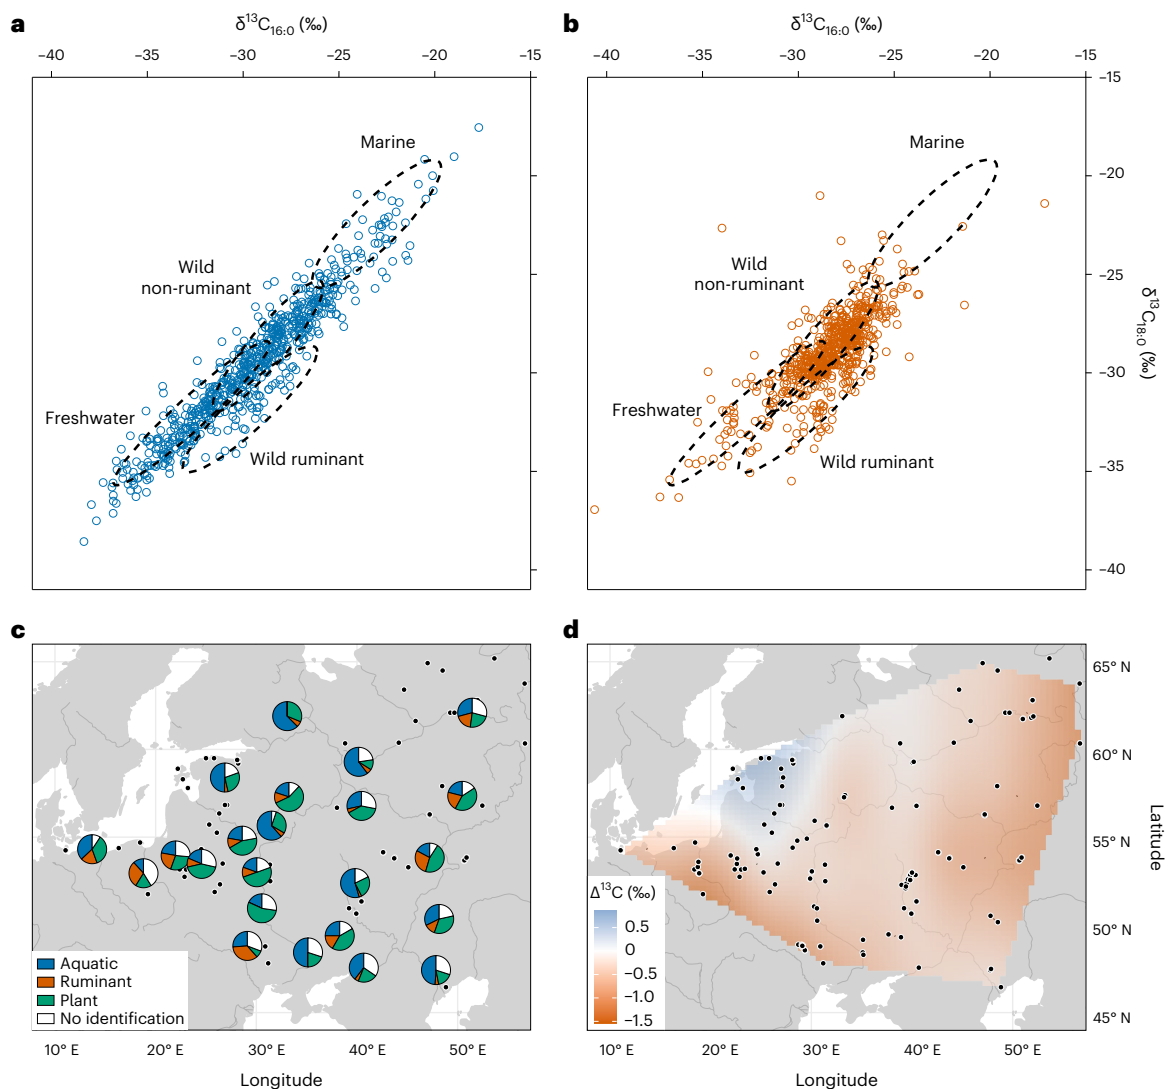 a
δ13C16:0 (‰)
−40 −35 −30 −25 −20 −15
Marine
Wild
non-ruminant
Freshwater
Wild ruminant
b
δ13C16:0 (‰)
−40 −35 −30 −25 −20 −15
−15
−20
−25
−30
−35
−40
δ13C18:0 (‰)
Marine
Wild
non-ruminant
Freshwater
Wild ruminant
c
Aquatic
Ruminant
Plant
No identification
10° E 20° E 30° E 40° E 50° E
Longitude
d
Δ13C (‰)
0.5
0
−0.5
−1.0
−1.5
65° N
60° N
55° N
50° N
45° N
Latitude
10° E 20° E 30° E 40° E 50° E
Longitude